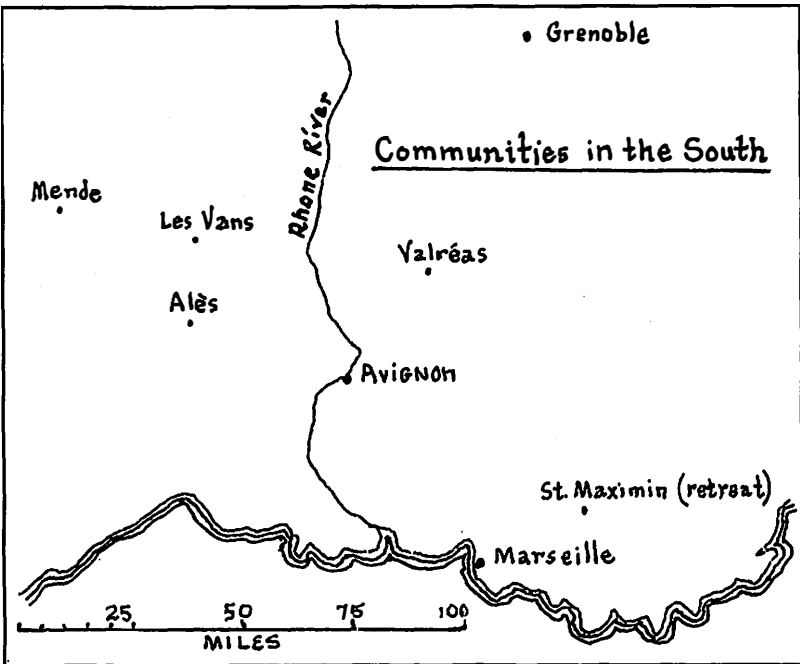 Grenoble
Rhone River
Communities in the South
Mende
Les Vans
Valréas
Alès
AViGNON
St. Maximin (retreat)
Marseille
25 50 75 100
MILES